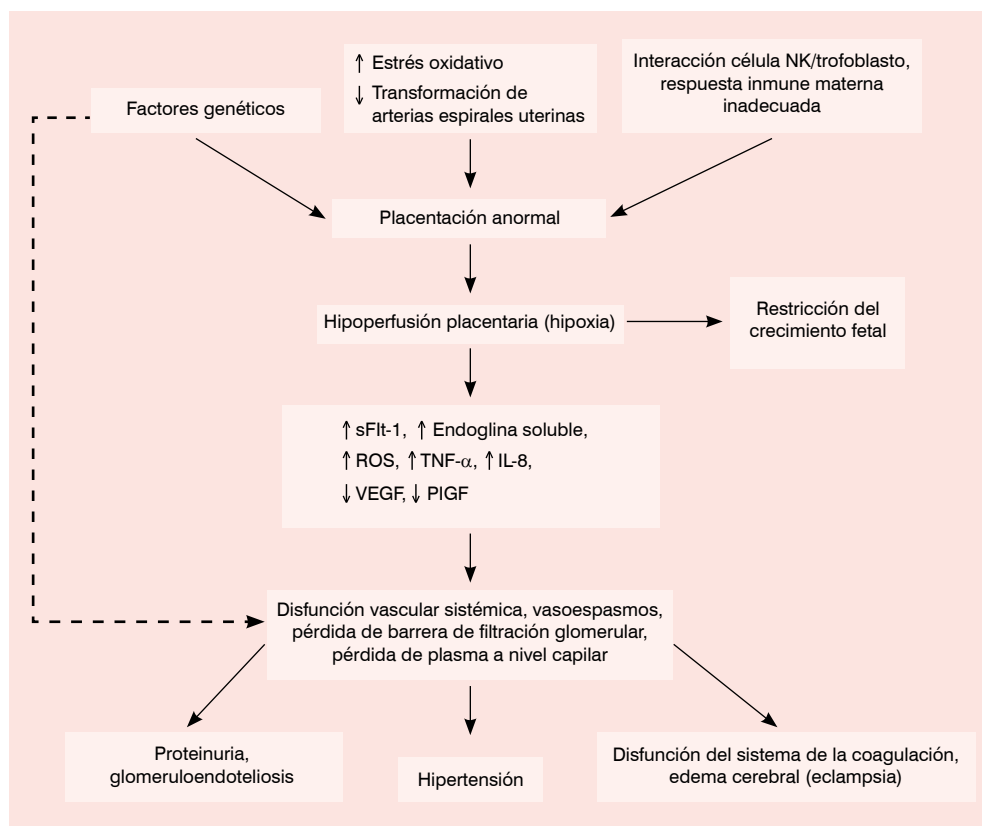 Factores genéticos
↑ Estrés oxidativo
↓ Transformación de
arterias espirales uterinas
Interacción célula NK/trofoblasto,
respuesta inmune materna
inadecuada
Placentación anormal
Hipoperfusión placentaria (hipoxia)
Restricción del
crecimiento fetal
↑ sFlt-1, ↑ Endoglina soluble,
↑ ROS, ↑ TNF-α, ↑ IL-8,
↓ VEGF, ↓ PlGF
Disfunción vascular sistémica, vasoespasmos,
pérdida de barrera de filtración glomerular,
pérdida de plasma a nivel capilar
Proteinuria,
glomeruloendoteliosis
Hipertensión
Disfunción del sistema de la coagulación,
edema cerebral (eclampsia)